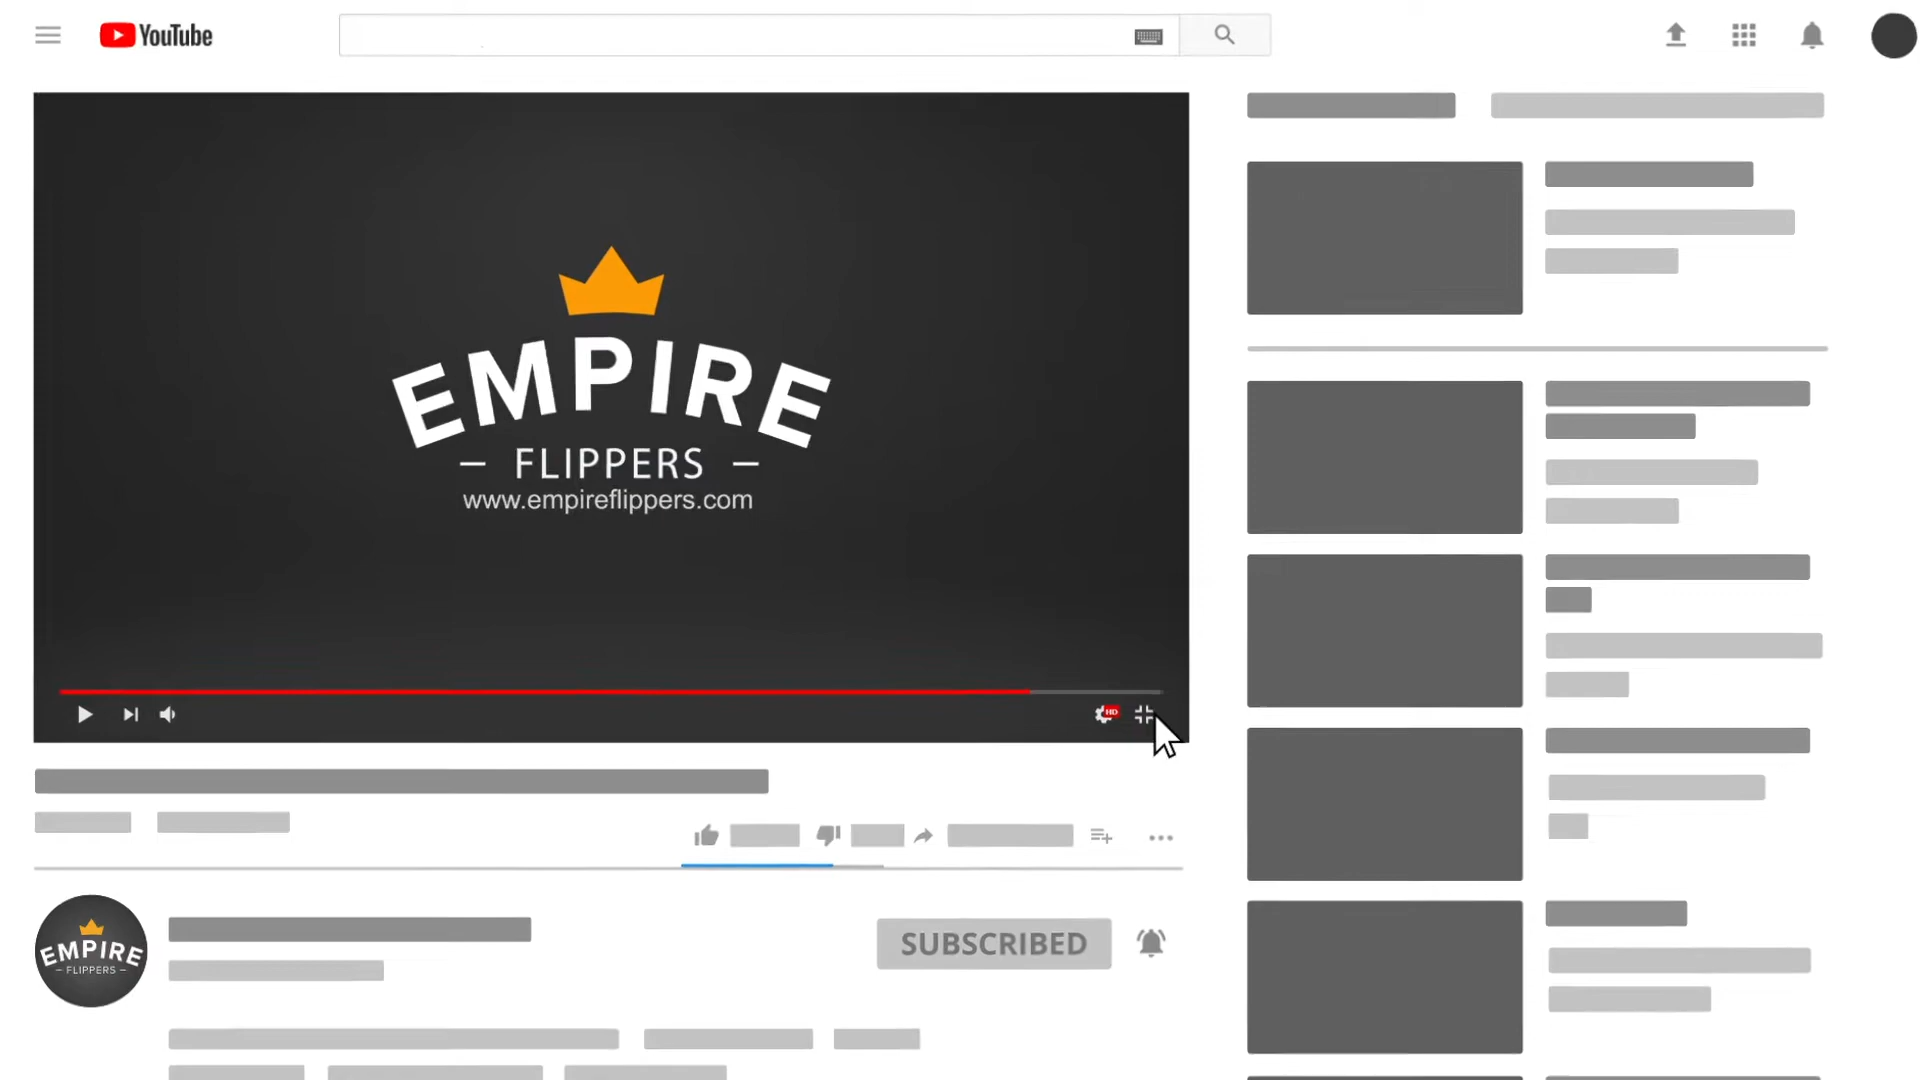 YouTube
EMPIRE
— FLIPPERS —
www.empireflippers.com
HD
SUBSCRIBED
EMPIRE
— FLIPPERS —